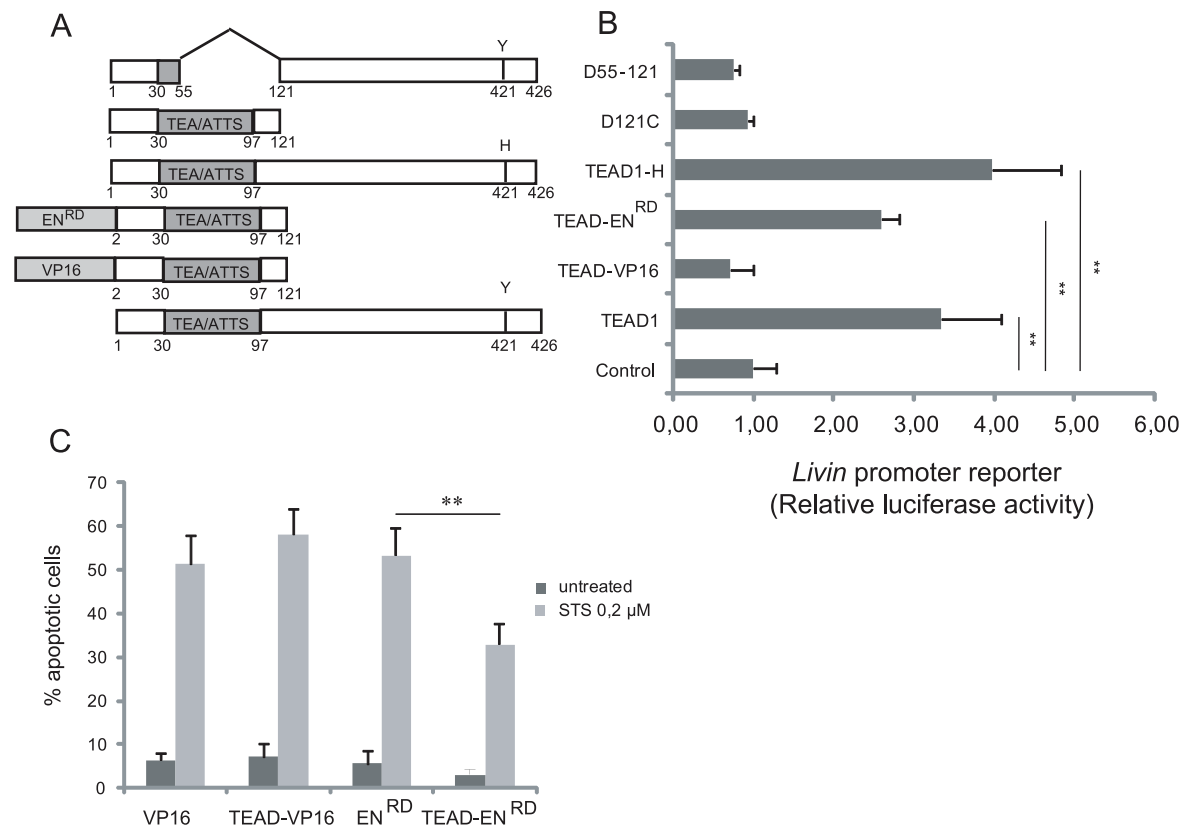 A
Y
1 30 55 121 421 426
TEA/ATTS
1 30 97 121
H
TEA/ATTS
1 30 97 421 426
EN^RD TEA/ATTS
2 30 97 121
VP16 TEA/ATTS
2 30 97 121
Y
TEA/ATTS
1 30 97 421 426
B
D55-121
D121C
TEAD1-H
TEAD-EN^RD
TEAD-VP16
TEAD1
Control
**
**
**
0,00 1,00 2,00 3,00 4,00 5,00 6,00
Livin promoter reporter
(Relative luciferase activity)
C
% apoptotic cells
70
60
50
40
30
20
10
0
**
untreated
STS 0,2 µM
VP16 TEAD-VP16 EN^RD TEAD-EN^RD